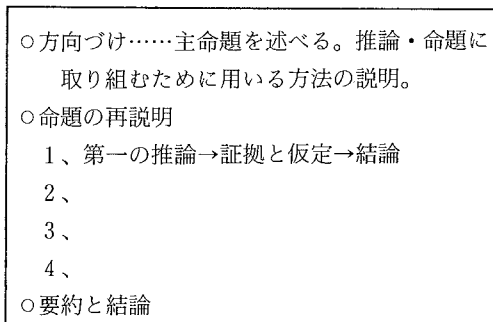 ○方向づけ……主命題を述べる。推論・命題に
取り組むために用いる方法の説明。
○命題の再説明
1、第一の推論→証拠と仮定→結論
2、
3、
4、
○要約と結論